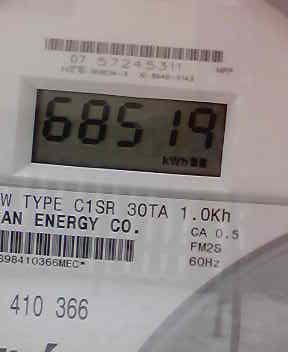 07 57245311
68519
kWh
W TYPE C1SR 30TA 1.0Kh
AN ENERGY CO.
CA 0.5
FM2S
398410366MEC*
60Hz
410 366